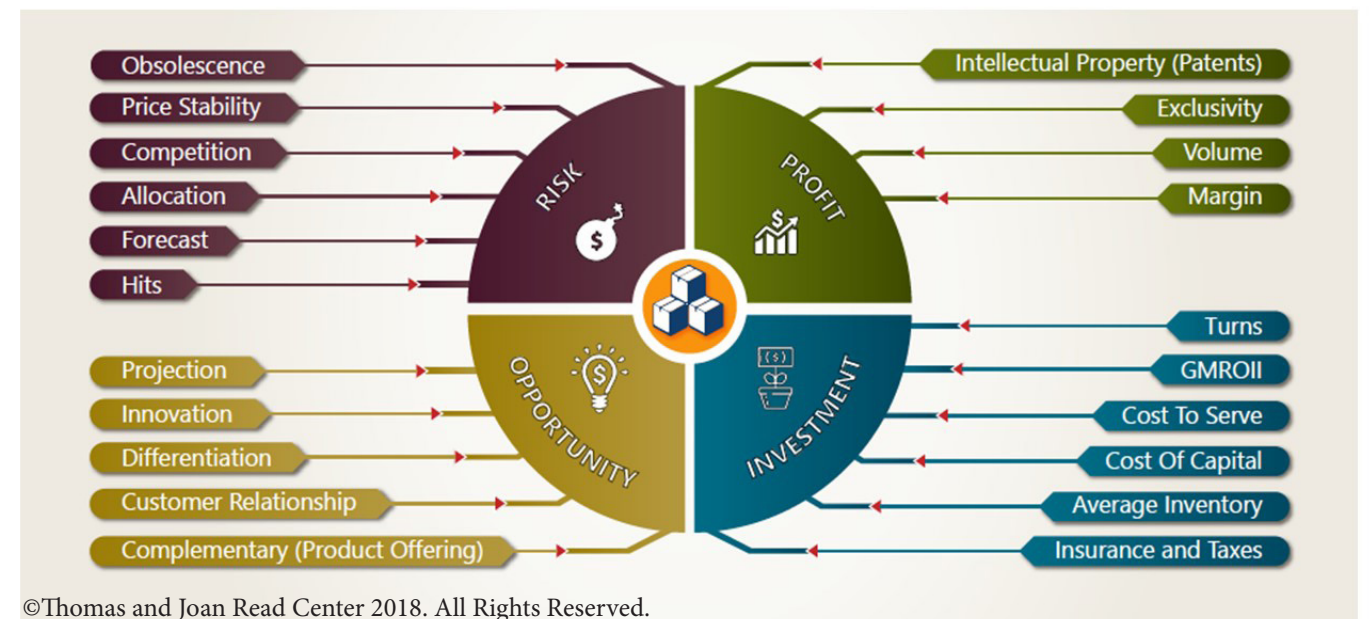 Obsolescence
Price Stability
Competition
Allocation
Forecast
Hits
RISK
$
Intellectual Property (Patents)
Exclusivity
Volume
Margin
PROFIT
$
Projection
Innovation
Differentiation
Customer Relationship
Complementary (Product Offering)
OPPORTUNITY
$
Turns
GMROII
Cost To Serve
Cost Of Capital
Average Inventory
Insurance and Taxes
INVESTMENT
($)
©Thomas and Joan Read Center 2018. All Rights Reserved.